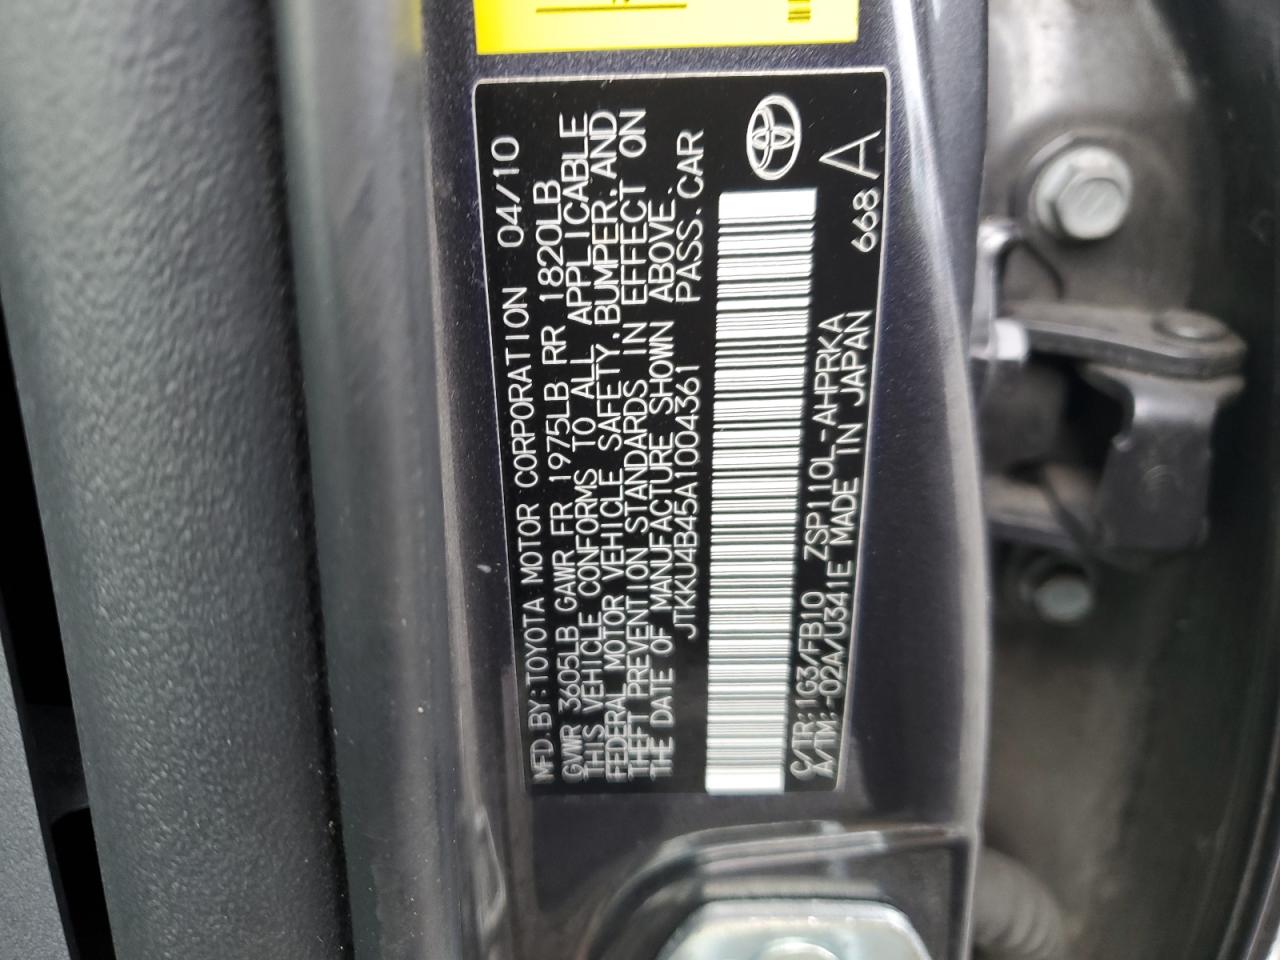 MFD.BY:TOYOTA MOTOR CORPORATION 04/10
GVWR 3605LB GAWR FR 1975LB RR 1820LB
THIS VEHICLE CONFORMS TO ALL APPLICABLE
FEDERAL MOTOR VEHICLE SAFETY,BUMPER,AND
THEFT PREVENTION STANDARDS IN EFFECT ON
THE DATE OF MANUFACTURE SHOWN ABOVE.
JTKKU4B45A1004361 PASS.CAR
C/TR:1G3/FB10 ZSP110L-AHPRKA
A/TM:-02A/U341E MADE IN JAPAN
668 A